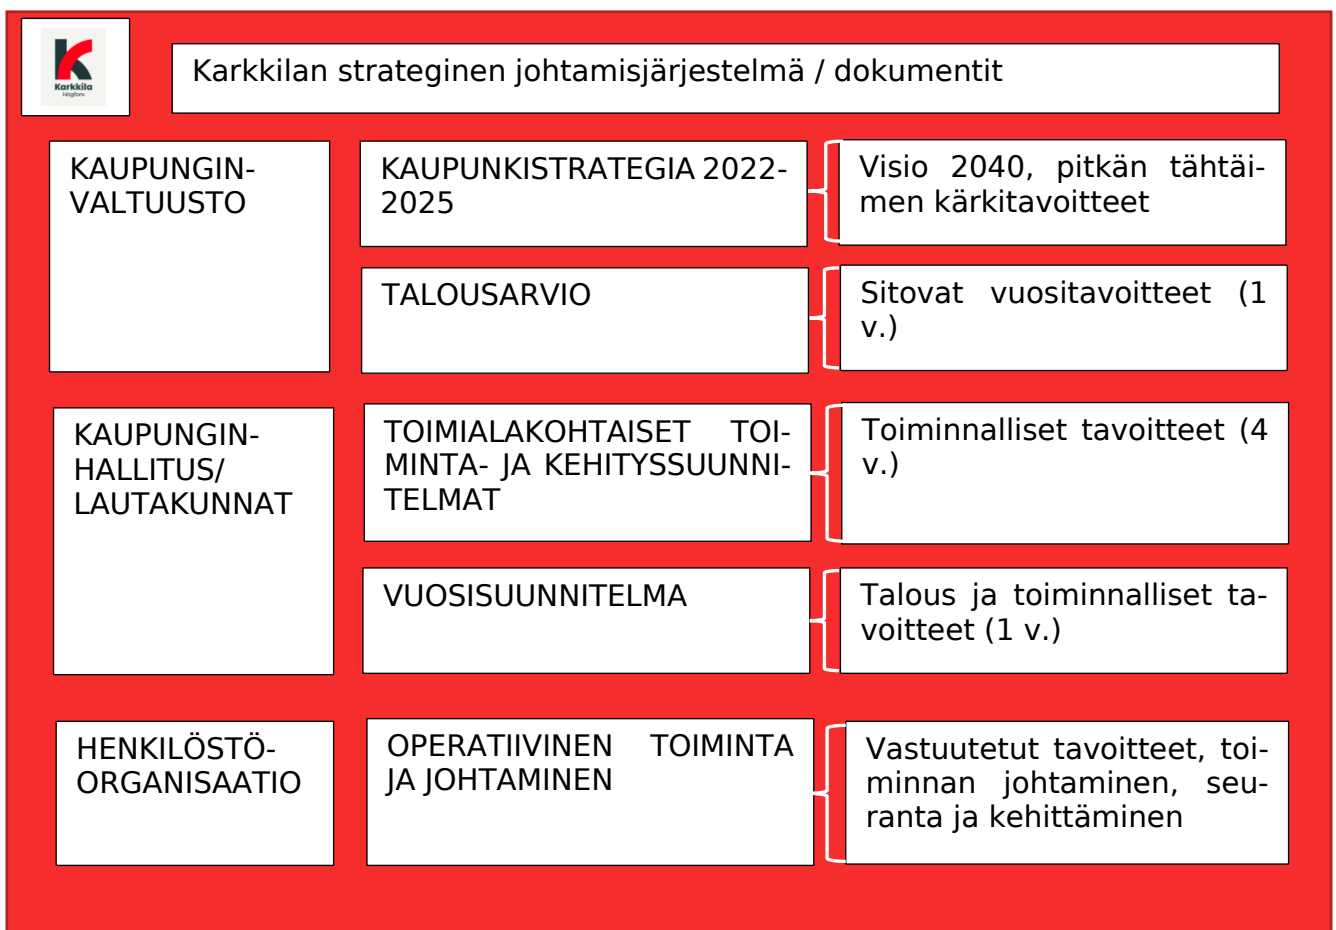 Karkkila
Högfors
Karkkilan strateginen johtamisjärjestelmä / dokumentit
KAUPUNGIN-
VALTUUSTO
KAUPUNKISTRATEGIA 2022-
2025
Visio 2040, pitkän tähtäi-
men kärkitavoitteet
TALOUSARVIO
Sitovat vuositavoitteet (1
v.)
KAUPUNGIN-
HALLITUS/
LAUTAKUNNAT
TOIMIALAKOHTAISET TOI-
MINTA- JA KEHITYSSUUNNI-
TELMAT
Toiminnalliset tavoitteet (4
v.)
VUOSISUUNNITELMA
Talous ja toiminnalliset ta-
voitteet (1 v.)
HENKILÖSTÖ-
ORGANISAATIO
OPERATIIVINEN TOIMINTA
JA JOHTAMINEN
Vastuutetut tavoitteet, toi-
minnan johtaminen, seu-
ranta ja kehittäminen